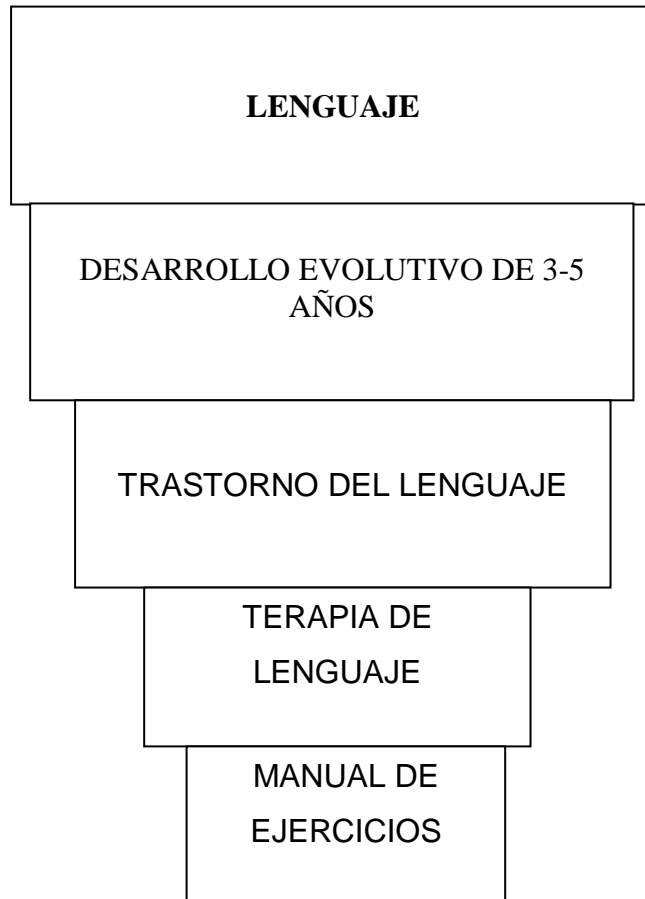 LENGUAJE
DESARROLLO EVOLUTIVO DE 3-5
AÑOS
TRASTORNO DEL LENGUAJE
TERAPIA DE
LENGUAJE
MANUAL DE
EJERCICIOS